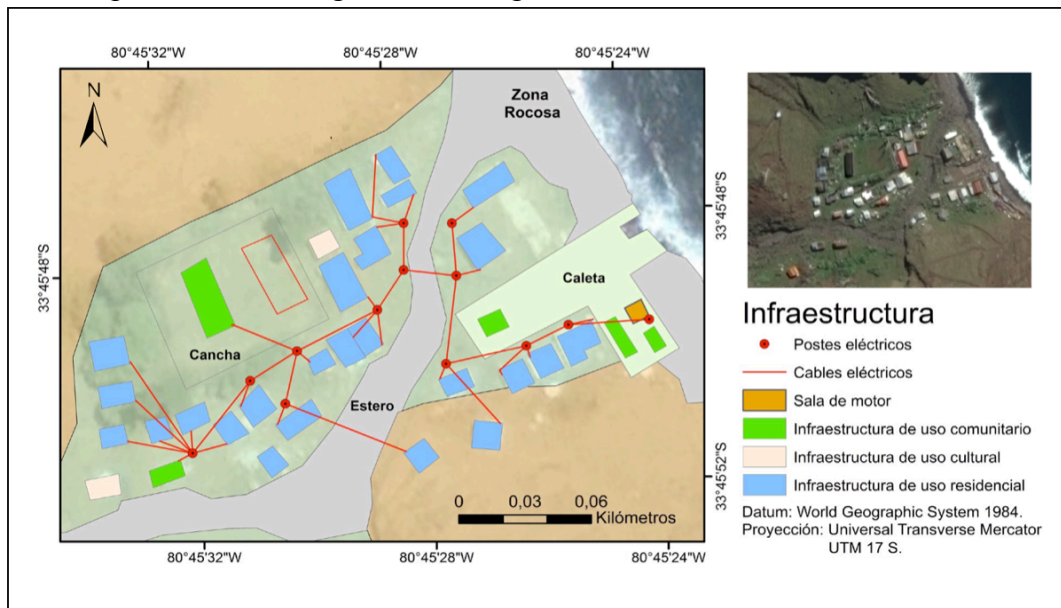 80°45'32"W
80°45'28"W
80°45'24"W
N
Zona
Rocosa
33°45'48"S
33°45'48"S
Caleta
Cancha
Estero
33°45'52"S
0
0,03
0,06
Kilómetros
80°45'32"W
80°45'28"W
80°45'24"W
Infraestructura
Postes eléctricos
Cables eléctricos
Sala de motor
Infraestructura de uso comunitario
Infraestructura de uso cultural
Infraestructura de uso residencial
Datum: World Geographic System 1984.
Proyección: Universal Transverse Mercator
UTM 17 S.